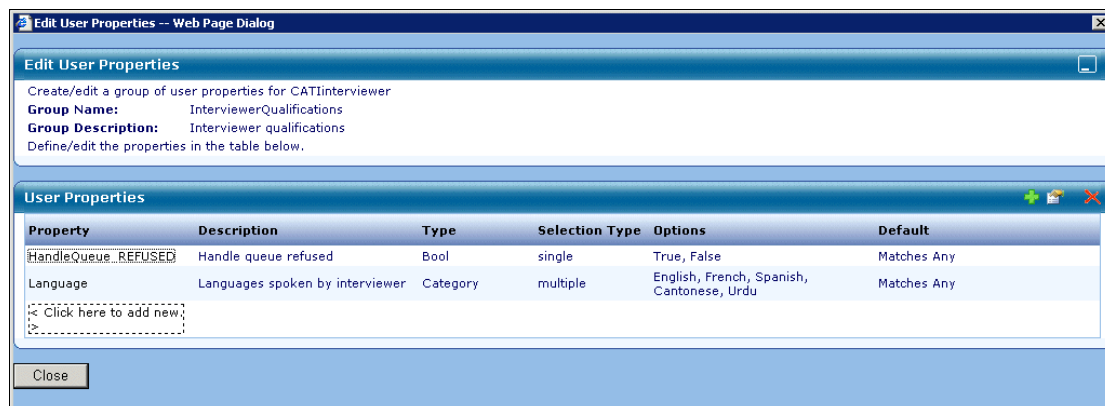 Edit User Properties -- Web Page Dialog
Edit User Properties
Create/edit a group of user properties for CATIinterviewer
Group Name: InterviewerQualifications
Group Description: Interviewer qualifications
Define/edit the properties in the table below.
User Properties
Property Description Type Selection Type Options Default
HandleQueue_REFUSED Handle queue refused Bool single True, False Matches Any
Language Languages spoken by interviewer Category multiple English, French, Spanish, Cantonese, Urdu Matches Any
< Click here to add new.
>
Close